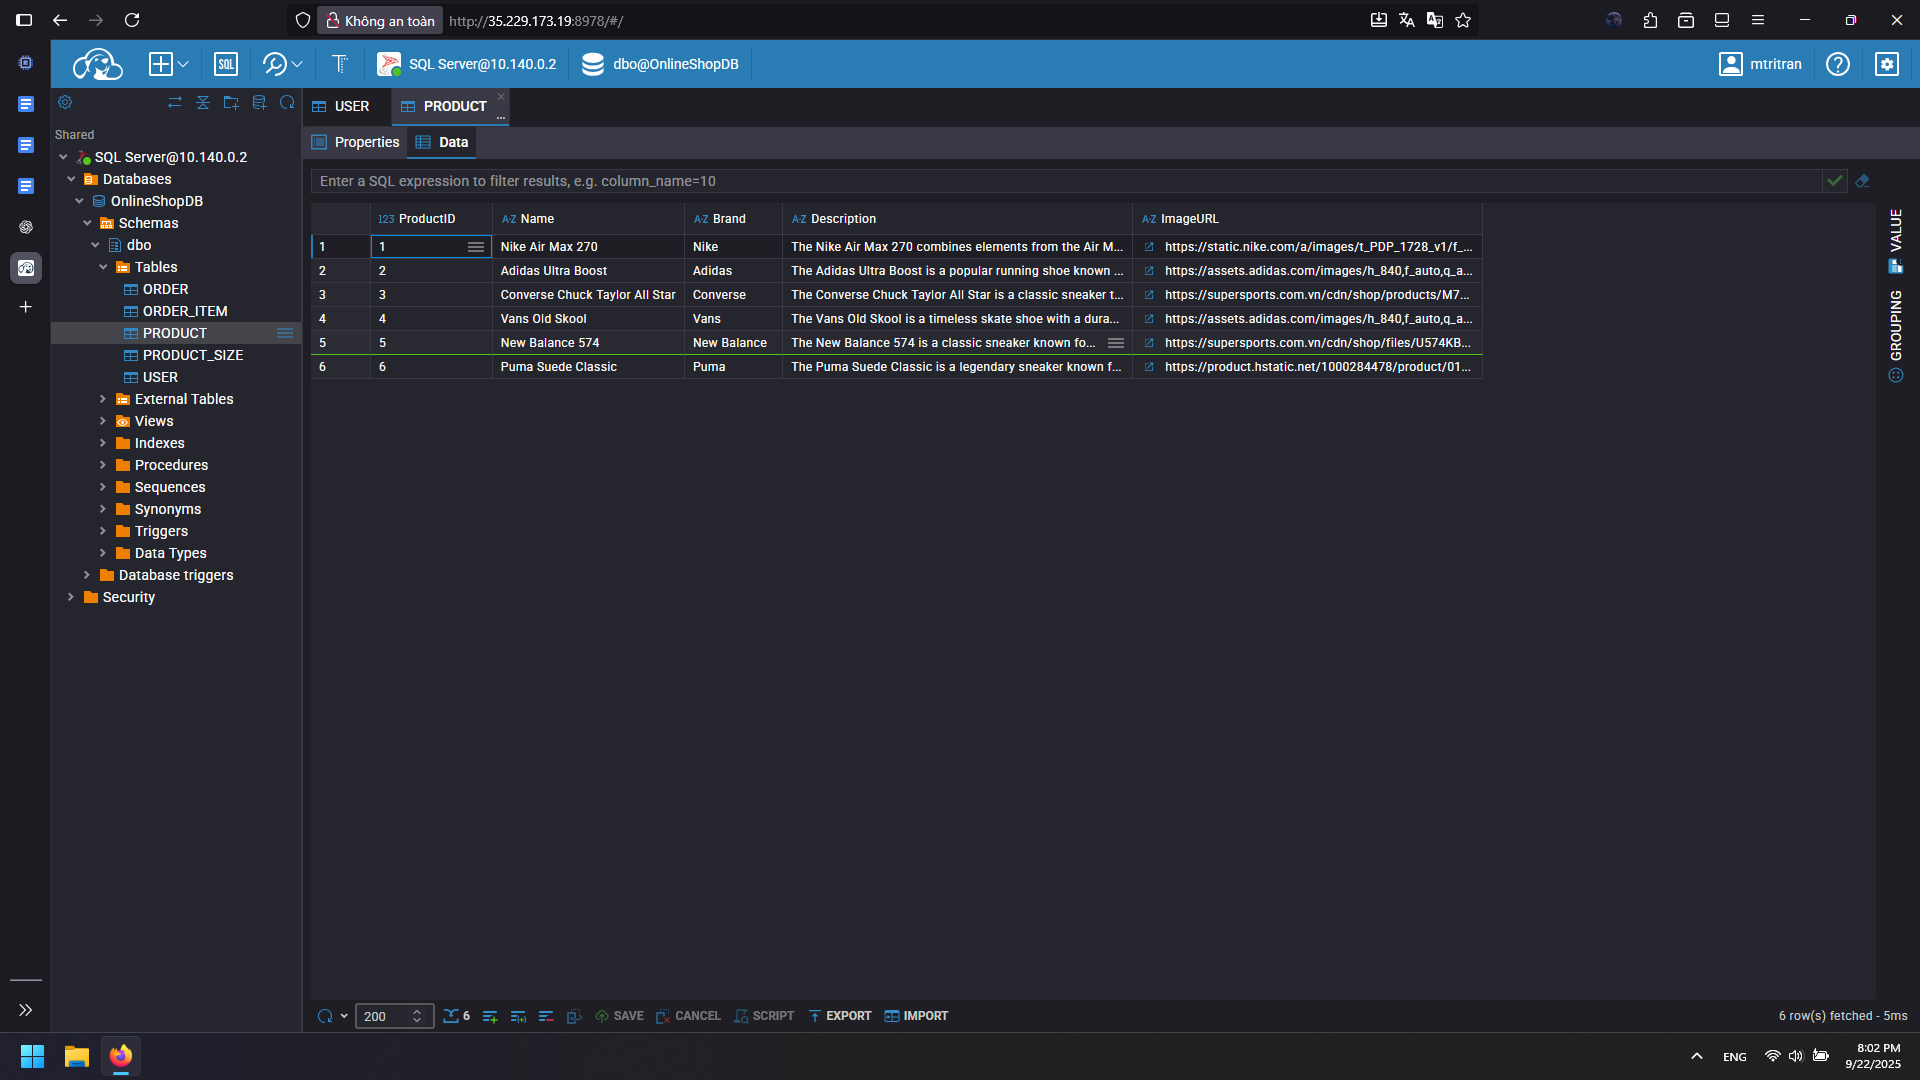 Không an toàn
http://35.229.173.19:8978/#/
SQL
SQL Server@10.140.0.2
dbo@OnlineShopDB
mtritran
USER
PRODUCT
Shared
SQL Server@10.140.0.2
Databases
OnlineShopDB
Schemas
dbo
Tables
ORDER
ORDER_ITEM
PRODUCT
PRODUCT_SIZE
USER
External Tables
Views
Indexes
Procedures
Sequences
Synonyms
Triggers
Data Types
Database triggers
Security
Properties
Data
Enter a SQL expression to filter results, e.g. column_name=10
123 ProductID A-Z Name A-Z Brand A-Z Description A-Z ImageURL
1 1 Nike Air Max 270 Nike The Nike Air Max 270 combines elements from the Air M... https://static.nike.com/a/images/t_PDP_1728_v1/f_...
2 2 Adidas Ultra Boost Adidas The Adidas Ultra Boost is a popular running shoe known ... https://assets.adidas.com/images/h_840,f_auto,q_a...
3 3 Converse Chuck Taylor All Star Converse The Converse Chuck Taylor All Star is a classic sneaker t... https://supersports.com.vn/cdn/shop/products/M7...
4 4 Vans Old Skool Vans The Vans Old Skool is a timeless skate shoe with a dura... https://assets.adidas.com/images/h_840,f_auto,q_a...
5 5 New Balance 574 New Balance The New Balance 574 is a classic sneaker known fo... https://supersports.com.vn/cdn/shop/files/U574KB...
6 6 Puma Suede Classic Puma The Puma Suede Classic is a legendary sneaker known f... https://product.hstatic.net/1000284478/product/01...
VALUE
GROUPING
200
6
SAVE
CANCEL
SCRIPT
EXPORT
IMPORT
6 row(s) fetched - 5ms
ENG
8:02 PM
9/22/2025